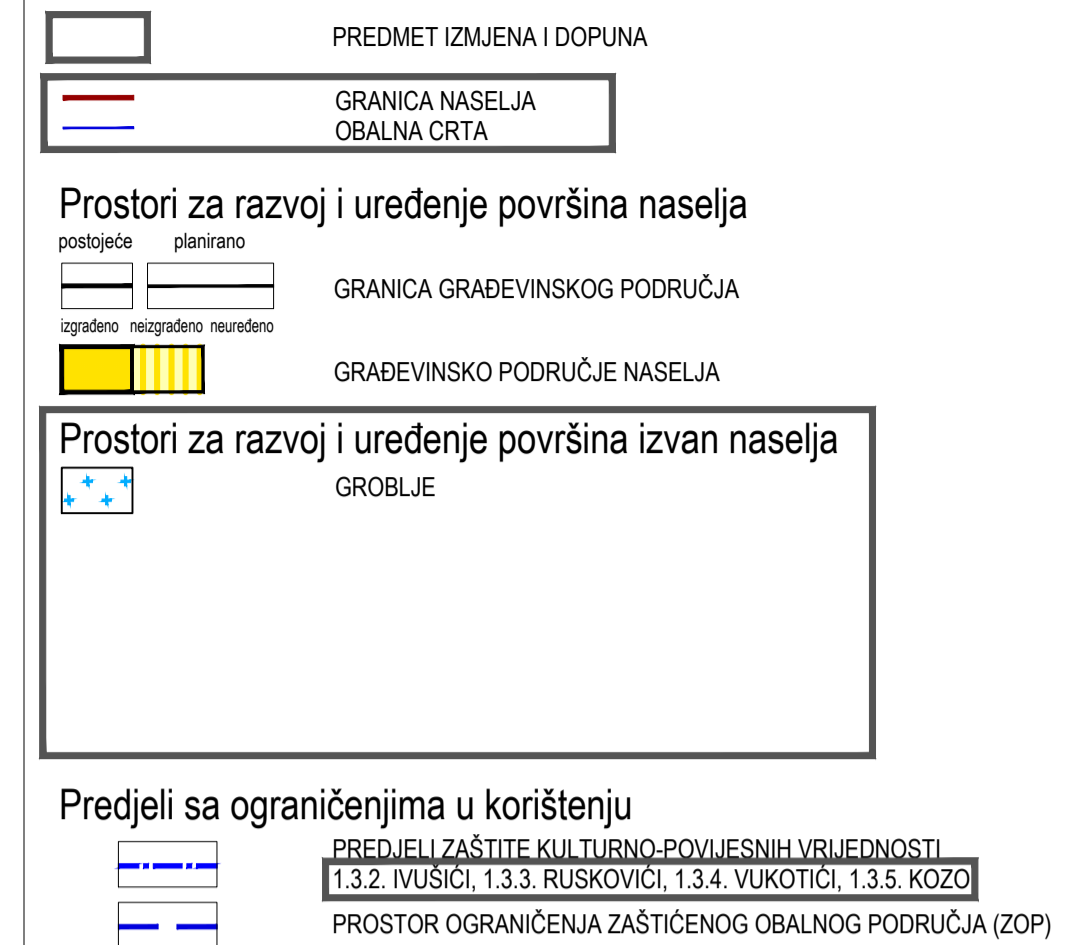 PREDMET IZMJENA I DOPUNA
GRANICA NASELJA
OBALNA CRTA
Prostori za razvoj i uređenje površina naselja
postojeće planirano
GRANICA GRAĐEVINSKOG PODRUČJA
izgrađeno neizgrađeno neuređeno
GRAĐEVINSKO PODRUČJE NASELJA
Prostori za razvoj i uređenje površina izvan naselja
GROBLJE
Predjeli sa ograničenjima u korištenju
PREDJELI ZAŠTITE KULTURNO-POVIJESNIH VRIJEDNOSTI
1.3.2. IVUŠIĆI, 1.3.3. RUSKOVIĆI, 1.3.4. VUKOTIĆI, 1.3.5. KOZO
PROSTOR OGRANIČENJA ZAŠTIĆENOG OBALNOG PODRUČJA (ZOP)